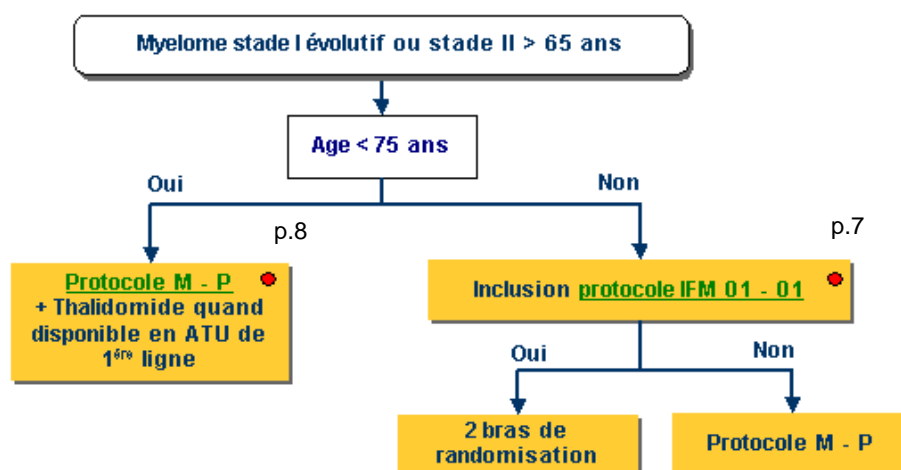 Myelome stade I évolutif ou stade II > 65 ans
Age < 75 ans
Oui
Non
p.8
p.7
Protocole M - P
+ Thalidomide quand
disponible en ATU de
1ère ligne
Inclusion protocole IFM 01 - 01
Oui
Non
2 bras de
randomisation
Protocole M - P